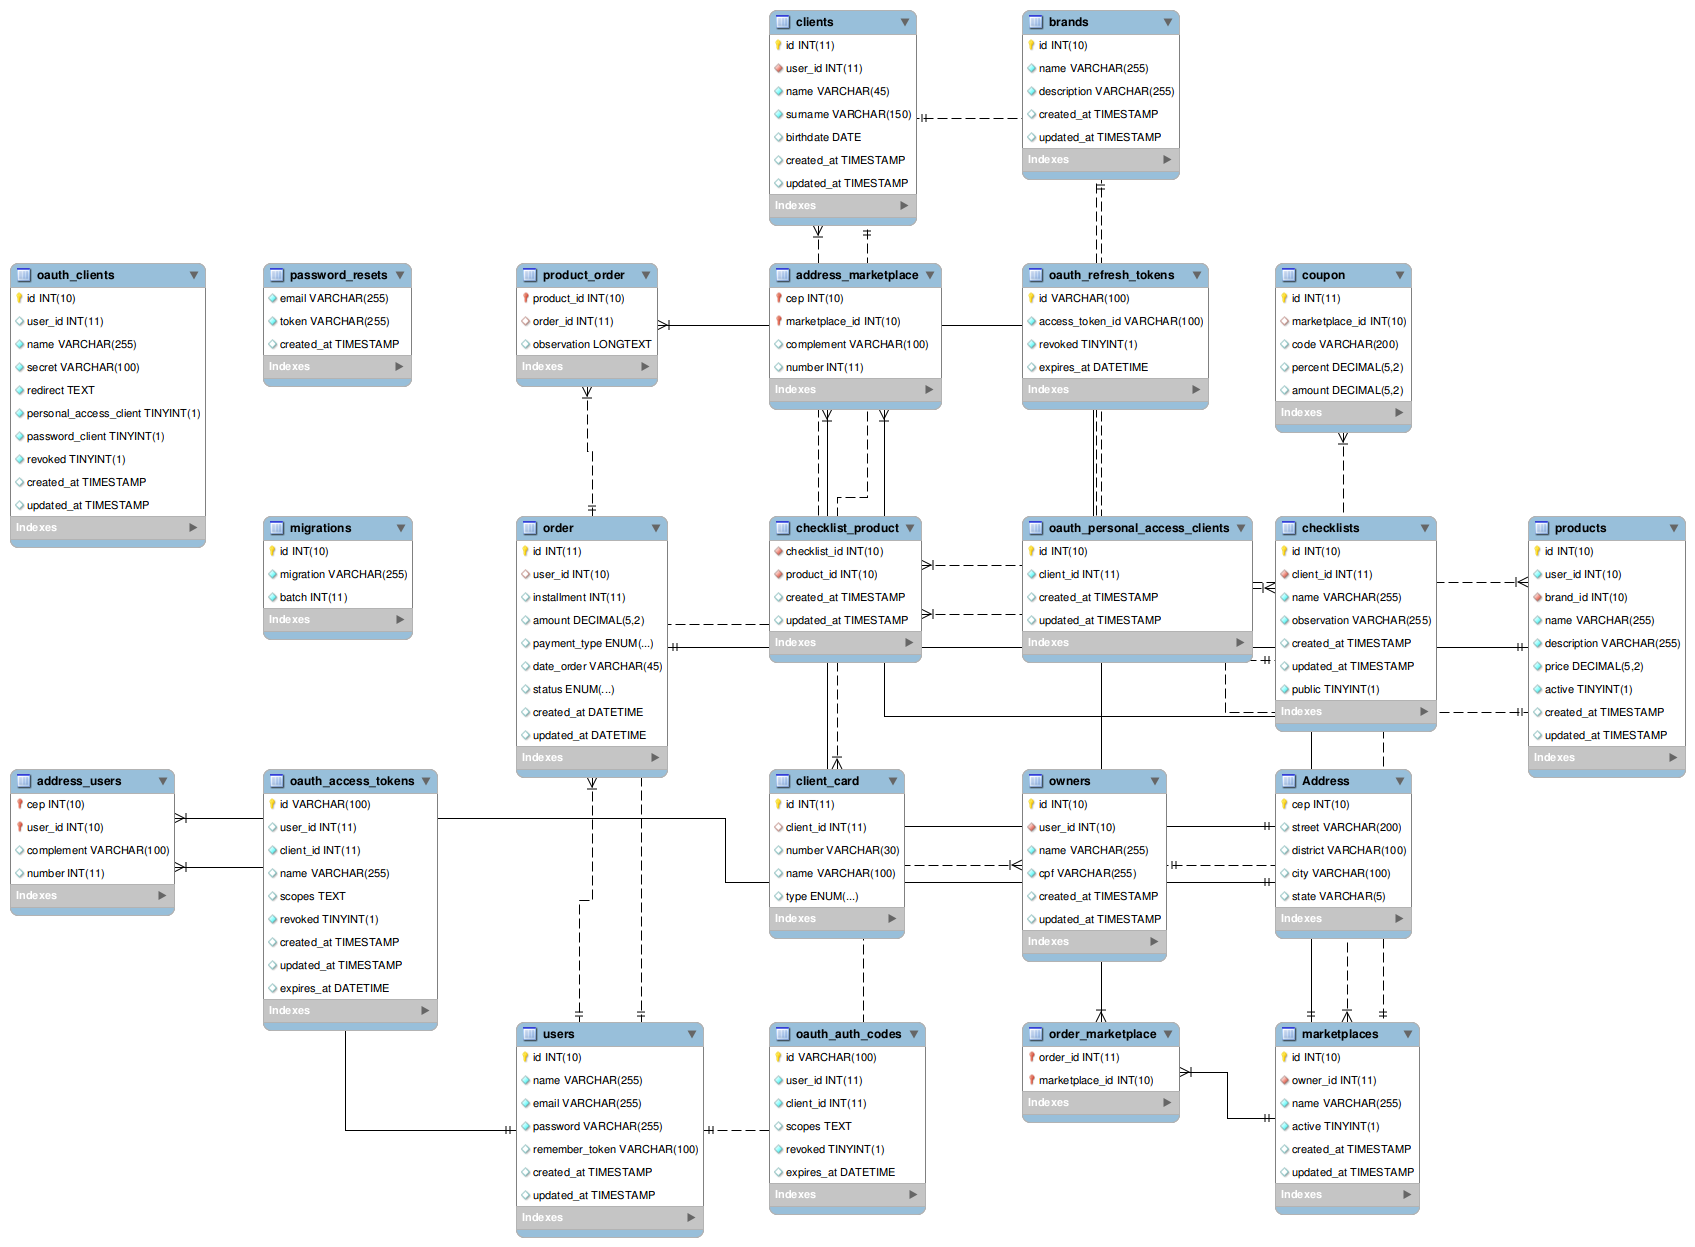 clients
id INT(11)
user_id INT(11)
name VARCHAR(45)
surname VARCHAR(150)
birthdate DATE
created_at TIMESTAMP
updated_at TIMESTAMP
Indexes
brands
id INT(10)
name VARCHAR(255)
description VARCHAR(255)
created_at TIMESTAMP
updated_at TIMESTAMP
Indexes
oauth_clients
id INT(10)
user_id INT(11)
name VARCHAR(255)
secret VARCHAR(100)
redirect TEXT
personal_access_client TINYINT(1)
password_client TINYINT(1)
revoked TINYINT(1)
created_at TIMESTAMP
updated_at TIMESTAMP
Indexes
password_resets
email VARCHAR(255)
token VARCHAR(255)
created_at TIMESTAMP
Indexes
product_order
product_id INT(10)
order_id INT(11)
observation LONGTEXT
Indexes
address_marketplace
cep INT(10)
marketplace_id INT(10)
complement VARCHAR(100)
number INT(11)
Indexes
oauth_refresh_tokens
id VARCHAR(100)
access_token_id VARCHAR(100)
revoked TINYINT(1)
expires_at DATETIME
Indexes
coupon
id INT(11)
marketplace_id INT(10)
code VARCHAR(200)
percent DECIMAL(5,2)
amount DECIMAL(5,2)
Indexes
migrations
id INT(10)
migration VARCHAR(255)
batch INT(11)
Indexes
order
id INT(11)
user_id INT(10)
installment INT(11)
amount DECIMAL(5,2)
payment_type ENUM(...)
date_order VARCHAR(45)
status ENUM(...)
created_at DATETIME
updated_at DATETIME
Indexes
checklist_product
checklist_id INT(10)
product_id INT(10)
created_at TIMESTAMP
updated_at TIMESTAMP
Indexes
oauth_personal_access_clients
id INT(10)
client_id INT(11)
created_at TIMESTAMP
updated_at TIMESTAMP
Indexes
checklists
id INT(10)
client_id INT(11)
name VARCHAR(255)
observation VARCHAR(255)
created_at TIMESTAMP
updated_at TIMESTAMP
public TINYINT(1)
Indexes
products
id INT(10)
user_id INT(10)
brand_id INT(10)
name VARCHAR(255)
description VARCHAR(255)
price DECIMAL(5,2)
active TINYINT(1)
created_at TIMESTAMP
updated_at TIMESTAMP
Indexes
address_users
cep INT(10)
user_id INT(10)
complement VARCHAR(100)
number INT(11)
Indexes
oauth_access_tokens
id VARCHAR(100)
user_id INT(11)
client_id INT(11)
name VARCHAR(255)
scopes TEXT
revoked TINYINT(1)
created_at TIMESTAMP
updated_at TIMESTAMP
expires_at DATETIME
Indexes
client_card
id INT(11)
client_id INT(11)
number VARCHAR(30)
name VARCHAR(100)
type ENUM(...)
Indexes
owners
id INT(10)
user_id INT(10)
name VARCHAR(255)
cpf VARCHAR(255)
created_at TIMESTAMP
updated_at TIMESTAMP
Indexes
Address
cep INT(10)
street VARCHAR(200)
district VARCHAR(100)
city VARCHAR(100)
state VARCHAR(5)
Indexes
users
id INT(10)
name VARCHAR(255)
email VARCHAR(255)
password VARCHAR(255)
remember_token VARCHAR(100)
created_at TIMESTAMP
updated_at TIMESTAMP
Indexes
oauth_auth_codes
id VARCHAR(100)
user_id INT(11)
client_id INT(11)
scopes TEXT
revoked TINYINT(1)
expires_at DATETIME
Indexes
order_marketplace
order_id INT(11)
marketplace_id INT(10)
Indexes
marketplaces
id INT(10)
owner_id INT(11)
name VARCHAR(255)
active TINYINT(1)
created_at TIMESTAMP
updated_at TIMESTAMP
Indexes